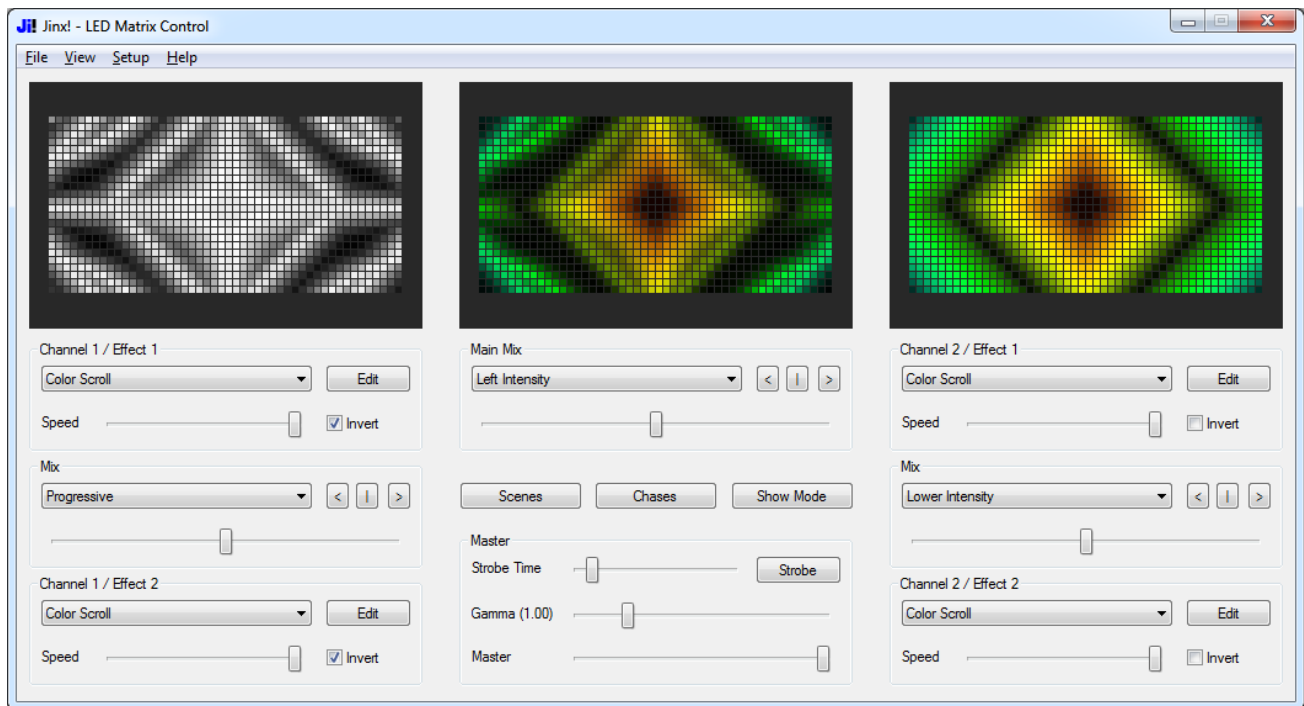 Ji! Jinx! - LED Matrix Control
File View Setup Help
Channel 1 / Effect 1
Color Scroll
Edit
Speed
Invert
Mix
Progressive
< | >
Channel 1 / Effect 2
Color Scroll
Edit
Speed
Invert
Main Mix
Left Intensity
< | >
Scenes Chases Show Mode
Master
Strobe Time
Strobe
Gamma (1.00)
Master
Channel 2 / Effect 1
Color Scroll
Edit
Speed
Invert
Mix
Lower Intensity
< | >
Channel 2 / Effect 2
Color Scroll
Edit
Speed
Invert